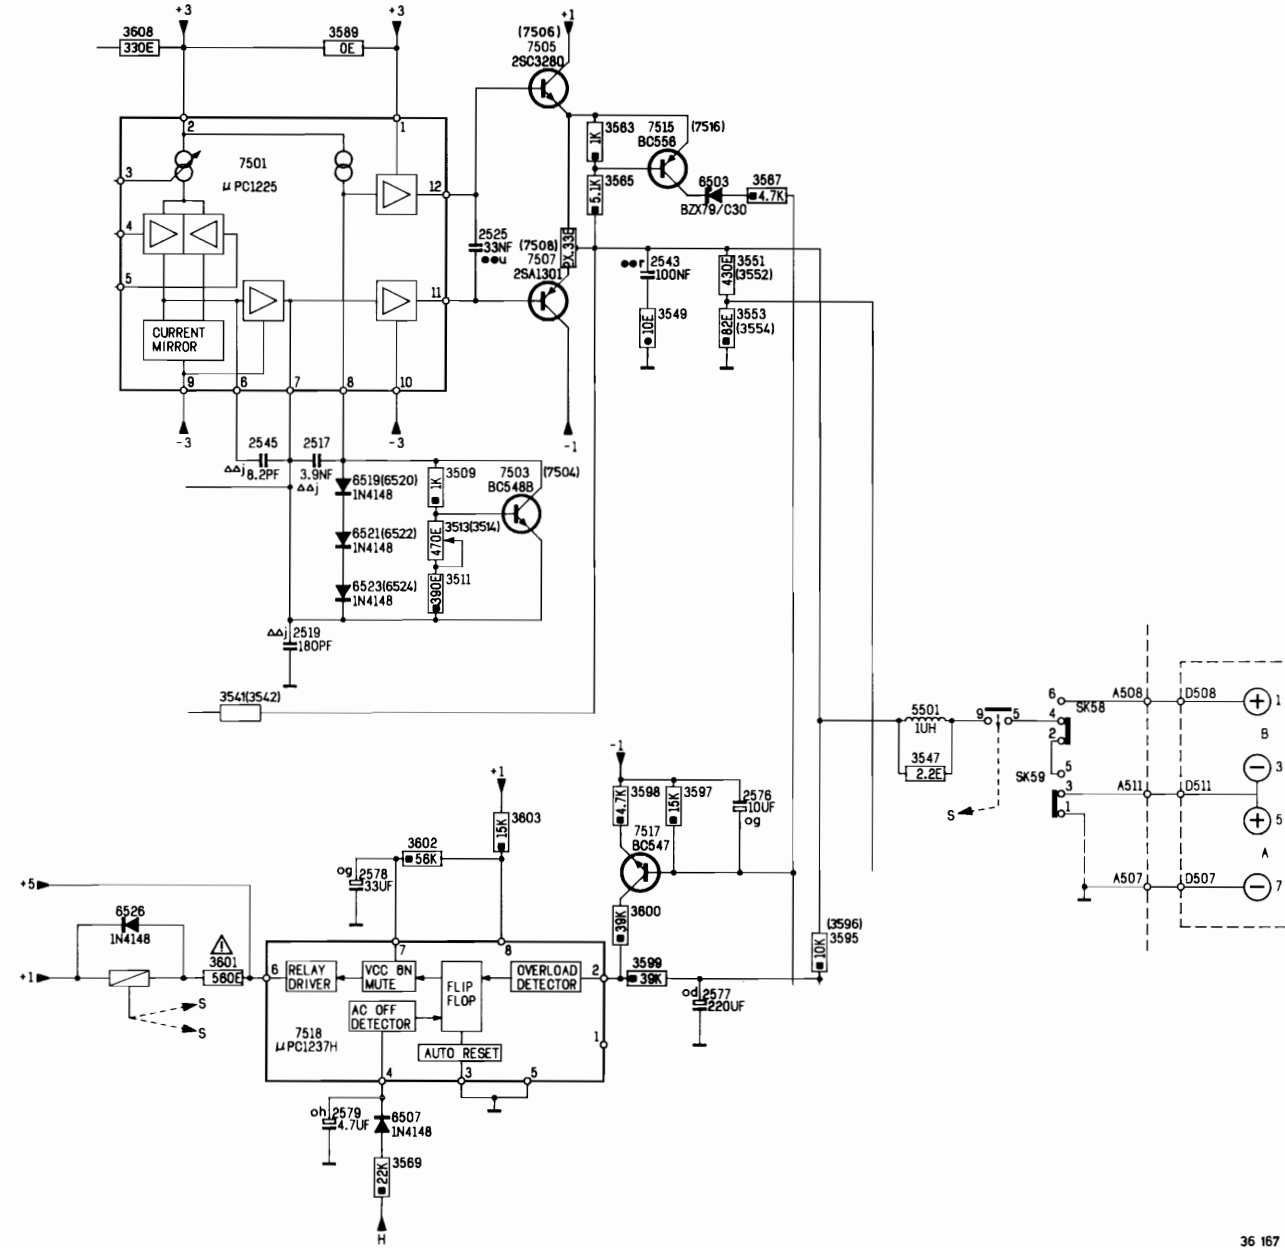 +3
+3
+1
3608
330E
3589
0E
(7506)
7505
2SC3280
2
1
3563
1K
7515
(7516)
BC556
3
7501
µPC1225
12
3565
5.1K
6503
BZX79/C30
3567
4.7K
4
2525
33NF
(7508)
7507
2SA1301
2543
100NF
430E
3551
(3552)
5
11
10E
3549
82E
3553
(3554)
CURRENT
MIRROR
9
6
7
8
10
-3
-3
-1
2545
8.2PF
2517
3.9NF
6519(6520)
1N4148
3509
1K
7503
(7504)
BC548B
6521(6522)
1N4148
3513(3514)
470E
6523(6524)
1N4148
390E
3511
2519
180PF
3541(3542)
5501
1UH
9
5
6
4
SK58
2
A508
D508
+
1
B
3547
2.2E
SK59
5
3
1
A511
D511
-
3
S
+
5
A
A507
D507
-
7
-1
+1
4.7K
3598
15K
3597
2576
10UF
og
15K
3603
7517
BC547
3602
56K
og
2578
33UF
+5
39K
3600
(3596)
3595
10K
6526
1N4148
+1
3601
560E
7
8
6
RELAY
DRIVER
VCC ON
MUTE
FLIP
FLOP
OVERLOAD
DETECTOR
2
3599
39K
od
2577
220UF
S
S
AC OFF
DETECTOR
7518
µPC1237H
AUTO RESET
1
4
3
5
oh
2579
4.7UF
6507
1N4148
22K
3569
H
36 167